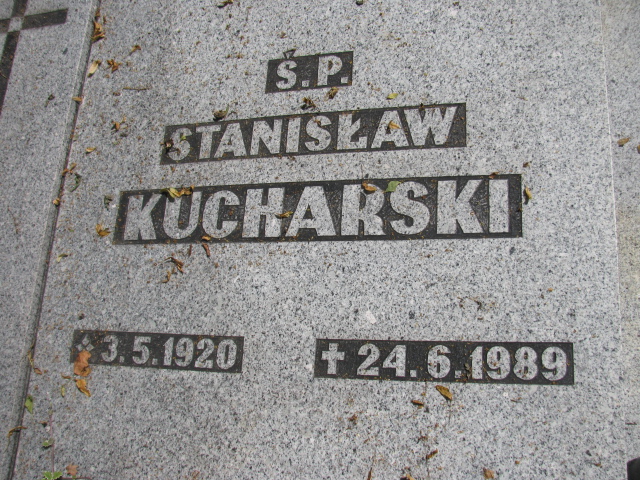 Ś.P.
STANISŁAW
KUCHARSKI
3.5.1920 ✝ 24.6.1989